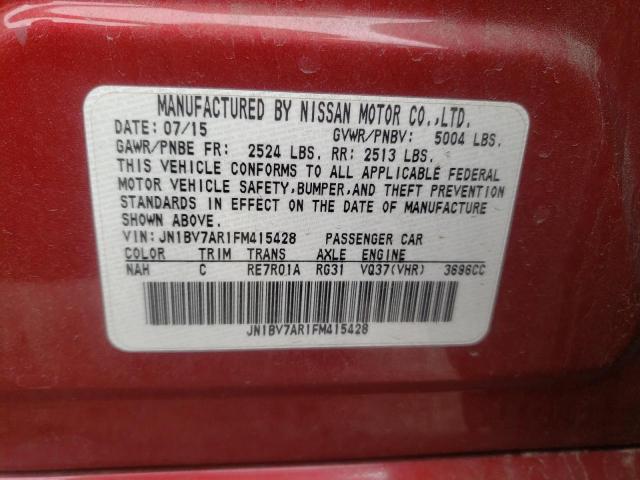 MANUFACTURED BY NISSAN MOTOR CO.,LTD.
DATE: 07/15 GVWR/PNBV: 5004 LBS.
GAWR/PNBE FR: 2524 LBS. RR: 2513 LBS.
THIS VEHICLE CONFORMS TO ALL APPLICABLE FEDERAL
MOTOR VEHICLE SAFETY,BUMPER,AND THEFT PREVENTION
STANDARDS IN EFFECT ON THE DATE OF MANUFACTURE
SHOWN ABOVE.
VIN: JN1BV7AR1FM415428 PASSENGER CAR
COLOR TRIM TRANS AXLE ENGINE
NAH C RE7R01A RG31 VQ37(VHR) 3696CC
JN1BV7AR1FM415428